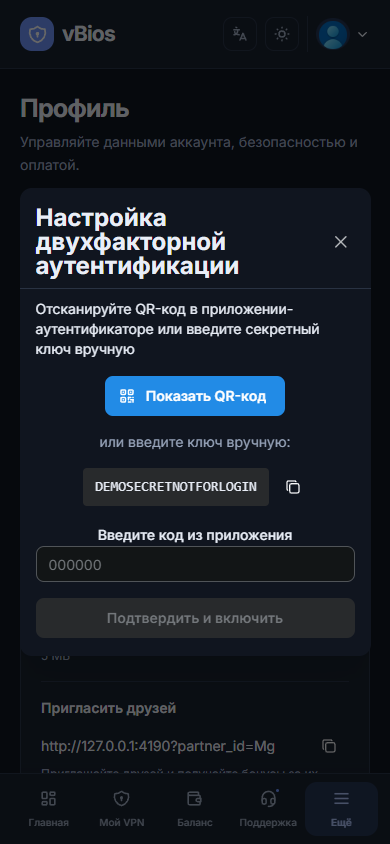 vBios
Профиль
Управляйте данными аккаунта, безопасностью и
оплатой.
Настройка
двухфакторной
аутентификации
Отсканируйте QR-код в приложении-
аутентификаторе или введите секретный
ключ вручную
Показать QR-код
или введите ключ вручную:
DEMOSECRETNOTFORLOGIN
Введите код из приложения
000000
Подтвердить и включить
Пригласить друзей
http://127.0.0.1:4190?partner_id=Mg
Главная
Мой VPN
Баланс
Поддержка
Ещё